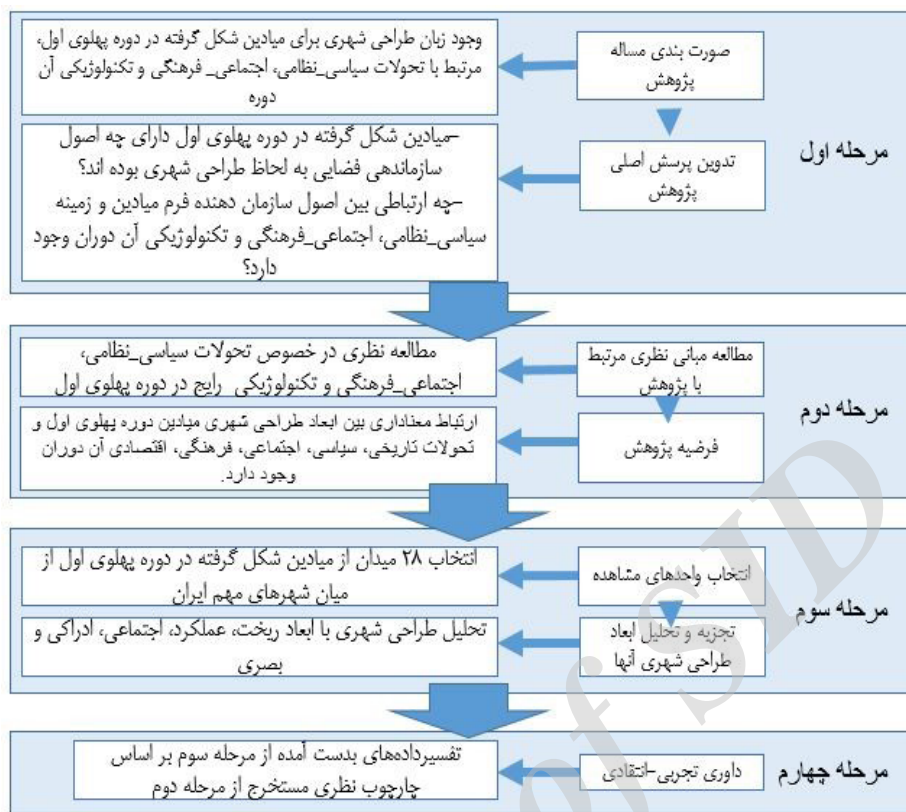 مرحله اول
صورت بندی مساله
پژوهش
وجود زبان طراحی شهری برای میادین شکل گرفته در دوره پهلوی اول،
مرتبط با تحولات سیاسی_نظامی، اجتماعی_ فرهنگی و تکنولوژیکی آن
دوره
تدوین پرسش اصلی
پژوهش
-میادین شکل گرفته در دوره پهلوی اول دارای چه اصول
سازماندهی فضایی به لحاظ طراحی شهری بوده اند؟
-چه ارتباطی بین اصول سازمان دهنده فرم میادین و زمینه
سیاسی_نظامی، اجتماعی_فرهنگی و تکنولوژیکی آن دوران وجود
دارد؟
مرحله دوم
مطالعه مبانی نظری مرتبط
با پژوهش
مطالعه نظری در خصوص تحولات سیاسی_نظامی،
اجتماعی_فرهنگی و تکنولوژیکی رایج در دوره پهلوی اول
فرضیه پژوهش
ارتباط معناداری بین ابعاد طراحی شهری میادین دوره پهلوی اول و
تحولات تاریخی، سیاسی، اجتماعی، فرهنگی، اقتصادی آن دوران
وجود دارد.
مرحله سوم
انتخاب واحدهای مشاهده
انتخاب ۲۸ میدان از میادین شکل گرفته در دوره پهلوی اول از
میان شهرهای مهم ایران
تجزیه و تحلیل ابعاد
طراحی شهری آنها
تحلیل طراحی شهری با ابعاد ریخت، عملکرد، اجتماعی، ادراکی و
بصری
مرحله چهارم
داوری تجربی-انتقادی
تفسیرداده‌های بدست آمده از مرحله سوم بر اساس
چارچوب نظری مستخرج از مرحله دوم
of SID